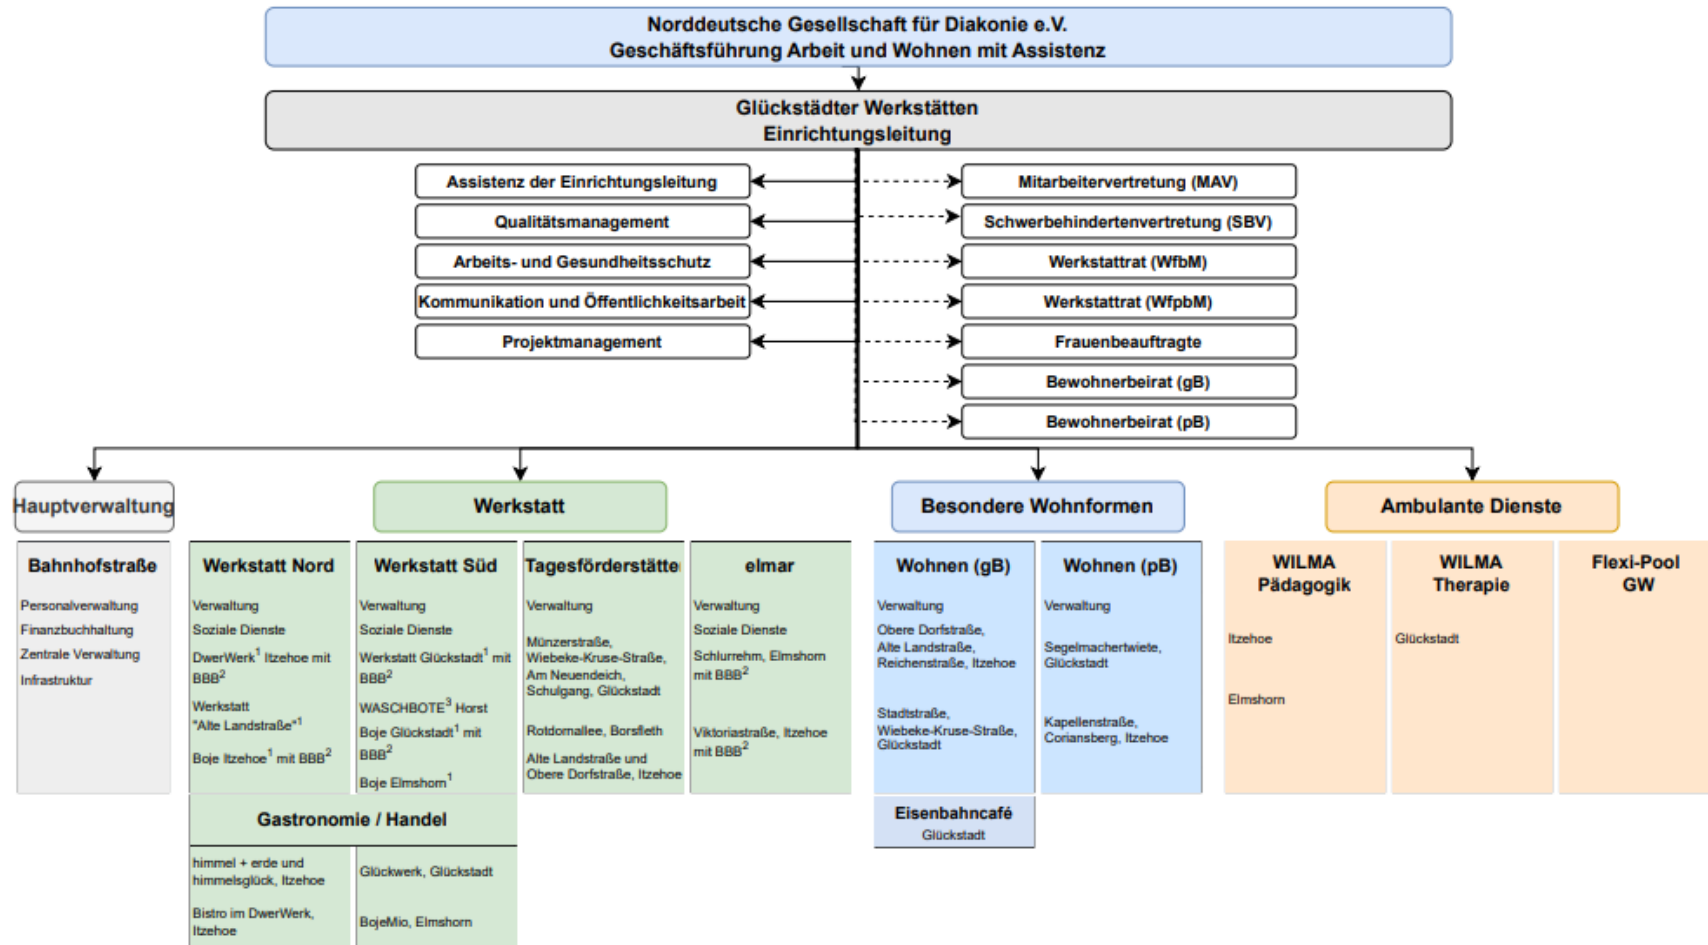 Norddeutsche Gesellschaft für Diakonie e.V.
Geschäftsführung Arbeit und Wohnen mit Assistenz
Glückstädter Werkstätten
Einrichtungsleitung
Assistenz der Einrichtungsleitung
Qualitätsmanagement
Arbeits- und Gesundheitsschutz
Kommunikation und Öffentlichkeitsarbeit
Projektmanagement
Mitarbeitervertretung (MAV)
Schwerbehindertenvertretung (SBV)
Werkstattrat (WfbM)
Werkstattrat (WfpbM)
Frauenbeauftragte
Bewohnerbeirat (gB)
Bewohnerbeirat (pB)
Hauptverwaltung
Bahnhofstraße
Personalverwaltung
Finanzbuchhaltung
Zentrale Verwaltung
Infrastruktur
Werkstatt
Werkstatt Nord
Verwaltung
Soziale Dienste
DwerWerk¹ Itzehoe mit
BBB²
Werkstatt
"Alte Landstraße"¹
Boje Itzehoe¹ mit BBB²
Werkstatt Süd
Verwaltung
Soziale Dienste
Werkstatt Glückstadt¹ mit
BBB²
WASCHBOTE³ Horst
Boje Glückstadt¹ mit
BBB²
Boje Elmshorn¹
Tagesförderstätte
Verwaltung
Münzerstraße,
Wiebeke-Kruse-Straße,
Am Neuendeich,
Schulgang, Glückstadt
Rotdornallee, Borsfleth
Alte Landstraße und
Obere Dorfstraße, Itzehoe
elmar
Verwaltung
Soziale Dienste
Schlurrehm, Elmshorn
mit BBB²
Viktoriastraße, Itzehoe
mit BBB²
Gastronomie / Handel
himmel + erde und
himmelsglück, Itzehoe
Bistro im DwerWerk,
Itzehoe
Glückwerk, Glückstadt
BojeMio, Elmshorn
Besondere Wohnformen
Wohnen (gB)
Verwaltung
Obere Dorfstraße,
Alte Landstraße,
Reichenstraße, Itzehoe
Stadtstraße,
Wiebeke-Kruse-Straße,
Glückstadt
Eisenbahncafé
Glückstadt
Wohnen (pB)
Verwaltung
Segelmachertwiete,
Glückstadt
Kapellenstraße,
Coriansberg, Itzehoe
Ambulante Dienste
WILMA
Pädagogik
Itzehoe
Elmshorn
WILMA
Therapie
Glückstadt
Flexi-Pool
GW